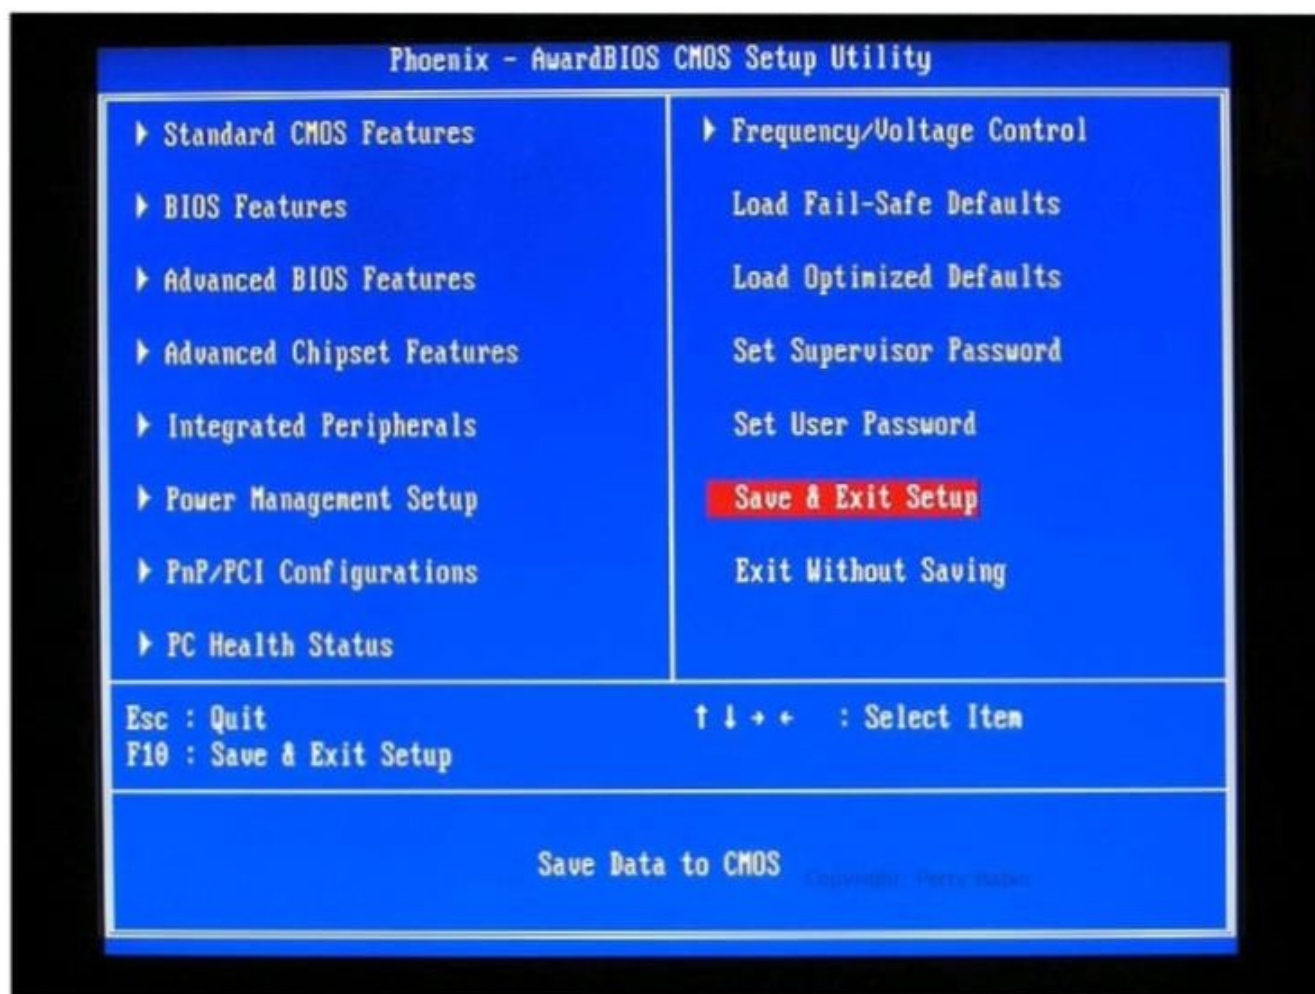 Phoenix - AwardBIOS CMOS Setup Utility
Standard CMOS Features
BIOS Features
Advanced BIOS Features
Advanced Chipset Features
Integrated Peripherals
Power Management Setup
PnP/PCI Configurations
PC Health Status
Frequency/Voltage Control
Load Fail-Safe Defaults
Load Optimized Defaults
Set Supervisor Password
Set User Password
Save & Exit Setup
Exit Without Saving
Esc : Quit
F10 : Save & Exit Setup
↑ ↓ → ← : Select Item
Save Data to CMOS